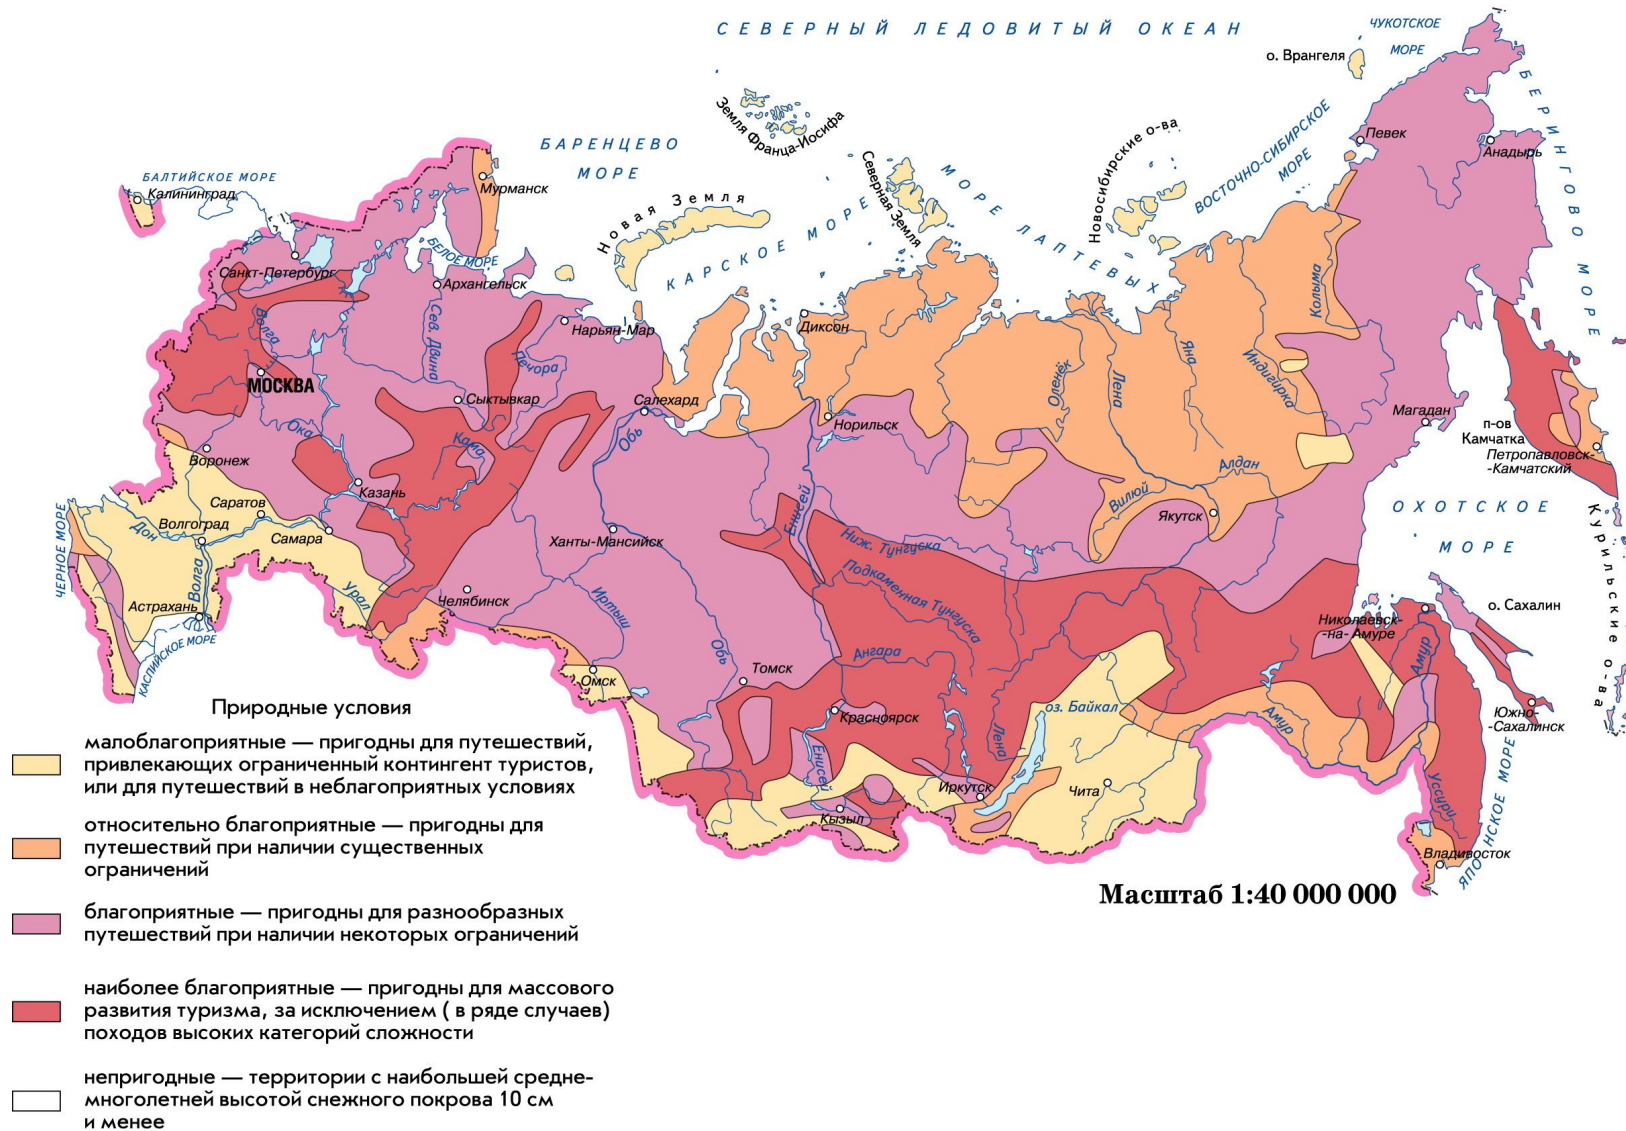 СЕВЕРНЫЙ ЛЕДОВИТЫЙ ОКЕАН
ЧУКОТСКОЕ
МОРЕ
о. Врангеля
БЕРИНГОВО МОРЕ
Земля Франца-Иосифа
БАРЕНЦЕВО
МОРЕ
Певек
Анадырь
Новосибирские о-ва
ВОСТОЧНО-СИБИРСКОЕ
МОРЕ
Северная Земля
МОРЕ ЛАПТЕВЫХ
БАЛТИЙСКОЕ МОРЕ
Калининград
Мурманск
Новая Земля
КАРСКОЕ МОРЕ
БЕЛОЕ МОРЕ
Санкт-Петербург
Архангельск
Колыма
Волга
Сев. Двина
Нарьян-Мар
Диксон
Печора
Оленёк
Лена
Яна
Индигирка
МОСКВА
Сыктывкар
Салехард
Норильск
Магадан
п-ов
Камчатка
Петропавловск-
-Камчатский
Ока
Кама
Обь
Воронеж
Казань
Алдан
Вилюй
Якутск
Саратов
Волгоград
Дон
Самара
Енисей
Ханты-Мансийск
Ниж. Тунгуска
ОХОТСКОЕ
МОРЕ
Курильские о-ва
ЧЕРНОЕ МОРЕ
Подкаменная Тунгуска
Волга
Урал
Астрахань
Челябинск
Иртыш
о. Сахалин
Николаевск-
-на- Амуре
КАСПИЙСКОЕ МОРЕ
Обь
Ангара
Амур
Томск
Омск
Красноярск
оз. Байкал
Амур
Южно-
-Сахалинск
Лена
Енисей
Иркутск
Чита
Кызыл
Уссури
ЯПОНСКОЕ МОРЕ
Владивосток
Масштаб 1:40 000 000
Природные условия
малоблагоприятные — пригодны для путешествий,
привлекающих ограниченный контингент туристов,
или для путешествий в неблагоприятных условиях
относительно благоприятные — пригодны для
путешествий при наличии существенных
ограничений
благоприятные — пригодны для разнообразных
путешествий при наличии некоторых ограничений
наиболее благоприятные — пригодны для массового
развития туризма, за исключением ( в ряде случаев)
походов высоких категорий сложности
непригодные — территории с наибольшей средне-
многолетней высотой снежного покрова 10 см
и менее